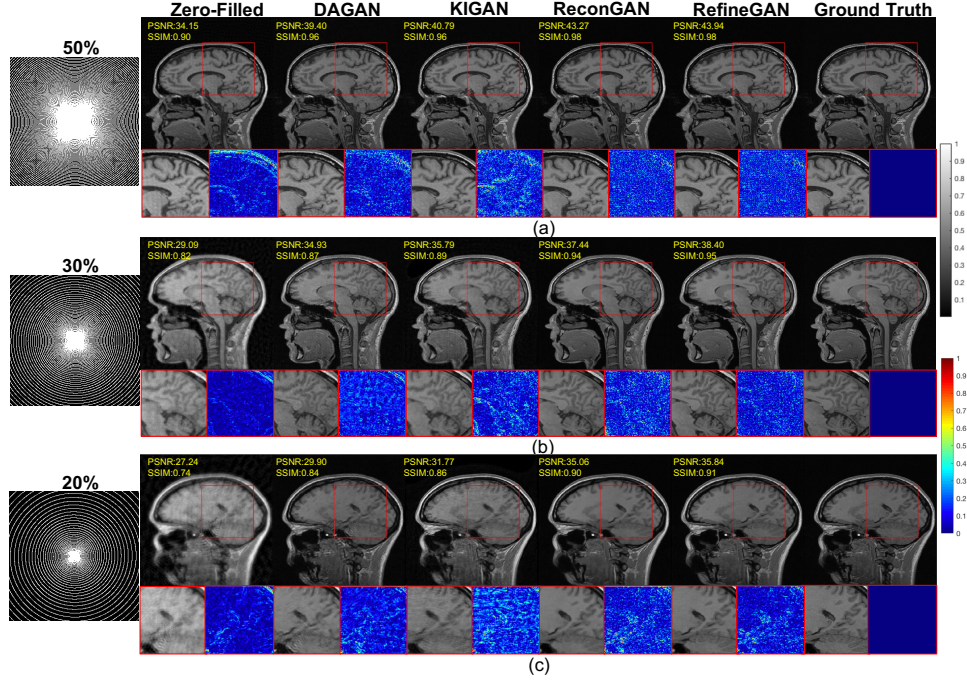 Zero-Filled DAGAN KIGAN ReconGAN RefineGAN Ground Truth
50%
PSNR:34.15 PSNR:39.40 PSNR:40.79 PSNR:43.27 PSNR:43.94
SSIM:0.90 SSIM:0.96 SSIM:0.96 SSIM:0.98 SSIM:0.98
(a)
30%
PSNR:29.09 PSNR:34.93 PSNR:35.79 PSNR:37.44 PSNR:38.40
SSIM:0.82 SSIM:0.87 SSIM:0.89 SSIM:0.94 SSIM:0.95
(b)
20%
PSNR:27.24 PSNR:29.90 PSNR:31.77 PSNR:35.06 PSNR:35.84
SSIM:0.74 SSIM:0.84 SSIM:0.86 SSIM:0.90 SSIM:0.91
(c)
1
0.9
0.8
0.7
0.6
0.5
0.4
0.3
0.2
0.1
1
0.9
0.8
0.7
0.6
0.5
0.4
0.3
0.2
0.1
0